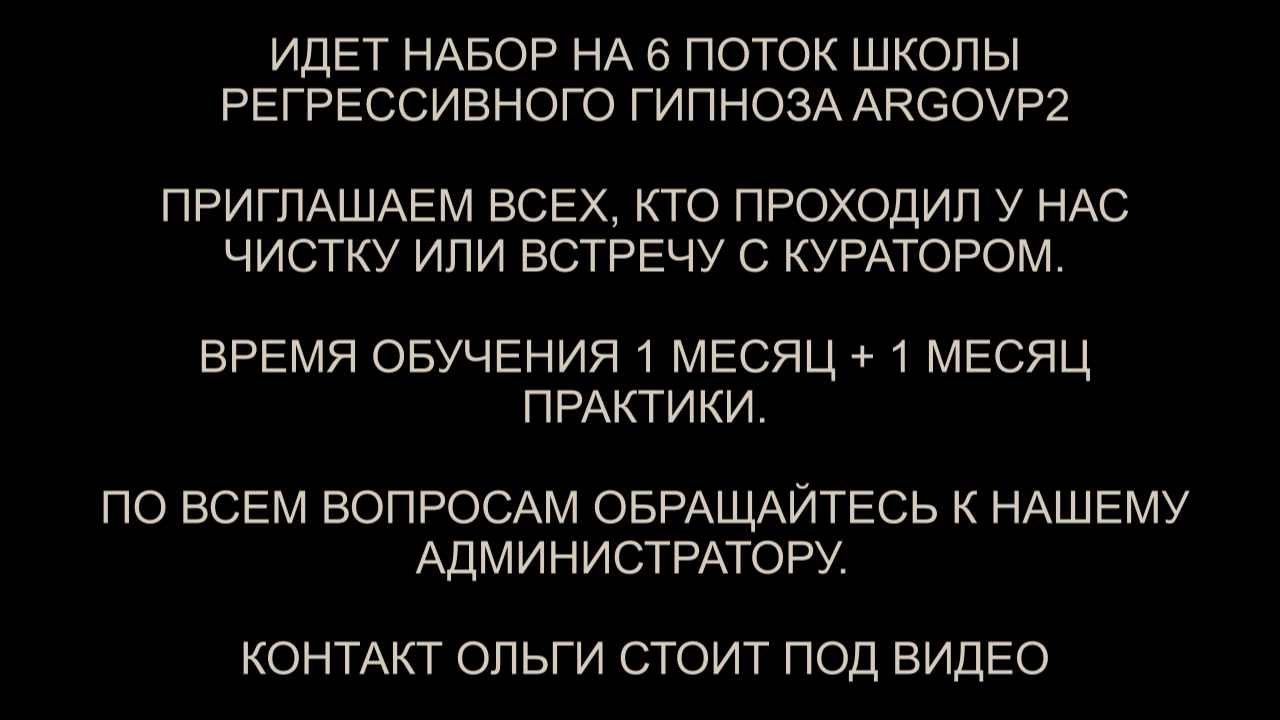 ИДЕТ НАБОР НА 6 ПОТОК ШКОЛЫ
РЕГРЕССИВНОГО ГИПНОЗА ARGOVP2
ПРИГЛАШАЕМ ВСЕХ, КТО ПРОХОДИЛ У НАС
ЧИСТКУ ИЛИ ВСТРЕЧУ С КУРАТОРОМ.
ВРЕМЯ ОБУЧЕНИЯ 1 МЕСЯЦ + 1 МЕСЯЦ
ПРАКТИКИ.
ПО ВСЕМ ВОПРОСАМ ОБРАЩАЙТЕСЬ К НАШЕМУ
АДМИНИСТРАТОРУ.
КОНТАКТ ОЛЬГИ СТОИТ ПОД ВИДЕО